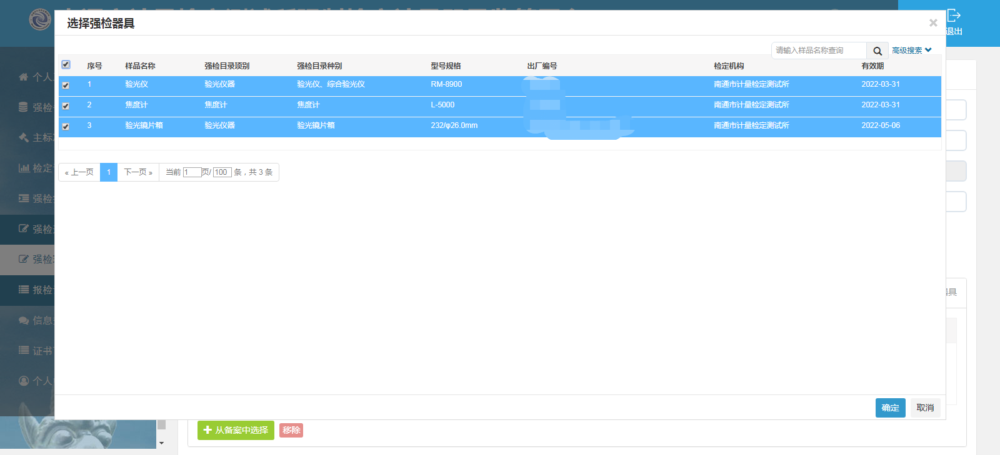 选择强检器具
×
退出
请输入样品名称查询 高级搜索
序号 样品名称 强检目录项别 强检目录种别 型号规格 出厂编号 检定机构 有效期
1 验光仪 验光仪器 验光仪、综合验光仪 RM-8900 南通市计量检定测试所 2022-03-31
2 焦度计 焦度计 焦度计 L-5000 南通市计量检定测试所 2022-03-31
3 验光镜片箱 验光仪器 验光镜片箱 232/φ26.0mm 南通市计量检定测试所 2022-05-06
« 上一页 1 下一页 » 当前 1 页/ 100 条，共 3 条
个人
强检
主标
检定
强检
强检
强检
报检
信息
证书
个人
具
确定 取消
从备案中选择 移除